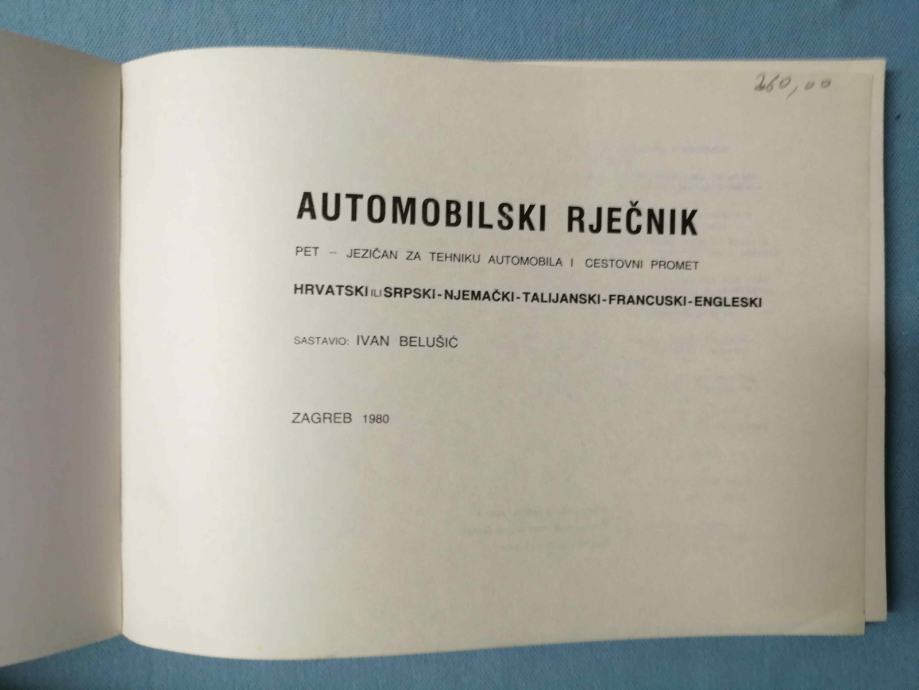 260,00
AUTOMOBILSKI RJEČNIK
PET – JEZIČAN ZA TEHNIKU AUTOMOBILA I CESTOVNI PROMET
HRVATSKI ILI SRPSKI-NJEMAČKI-TALIJANSKI-FRANCUSKI-ENGLESKI
SASTAVIO: IVAN BELUŠIĆ
ZAGREB 1980